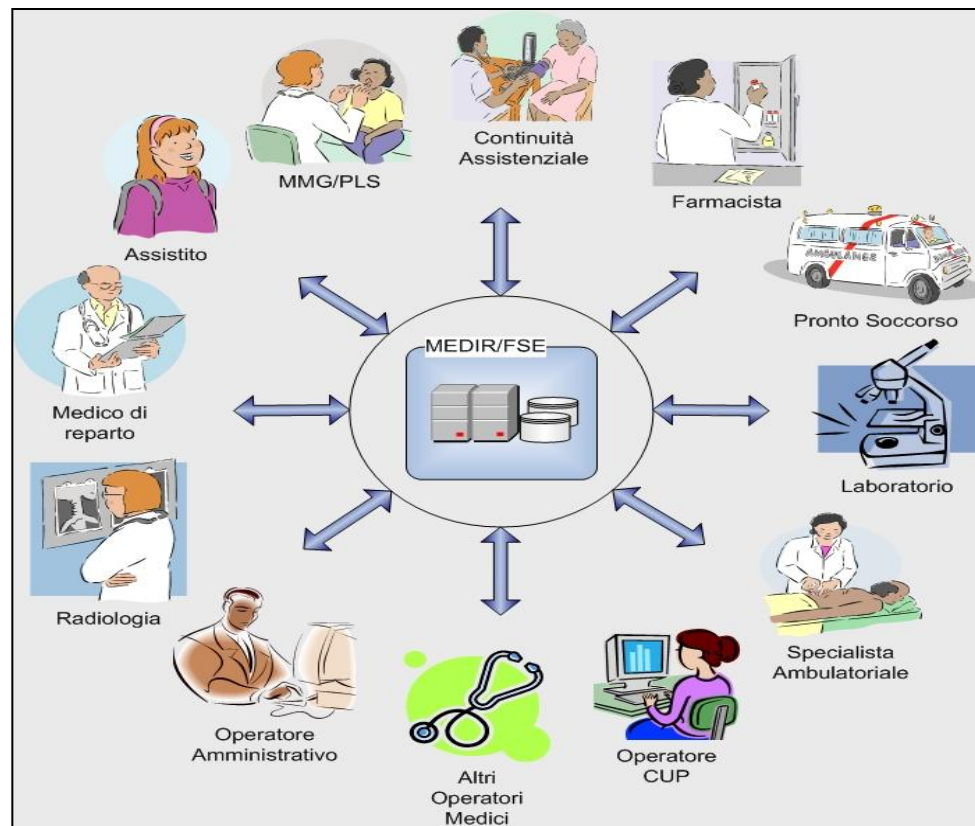 Continuità
Assistenziale
MMG/PLS
Farmacista
Assistito
AMBULANGE
Pronto Soccorso
MEDIR/FSE
Medico di
reparto
Laboratorio
Radiologia
Specialista
Ambulatoriale
Operatore
Amministrativo
Operatore
CUP
Altri
Operatori
Medici